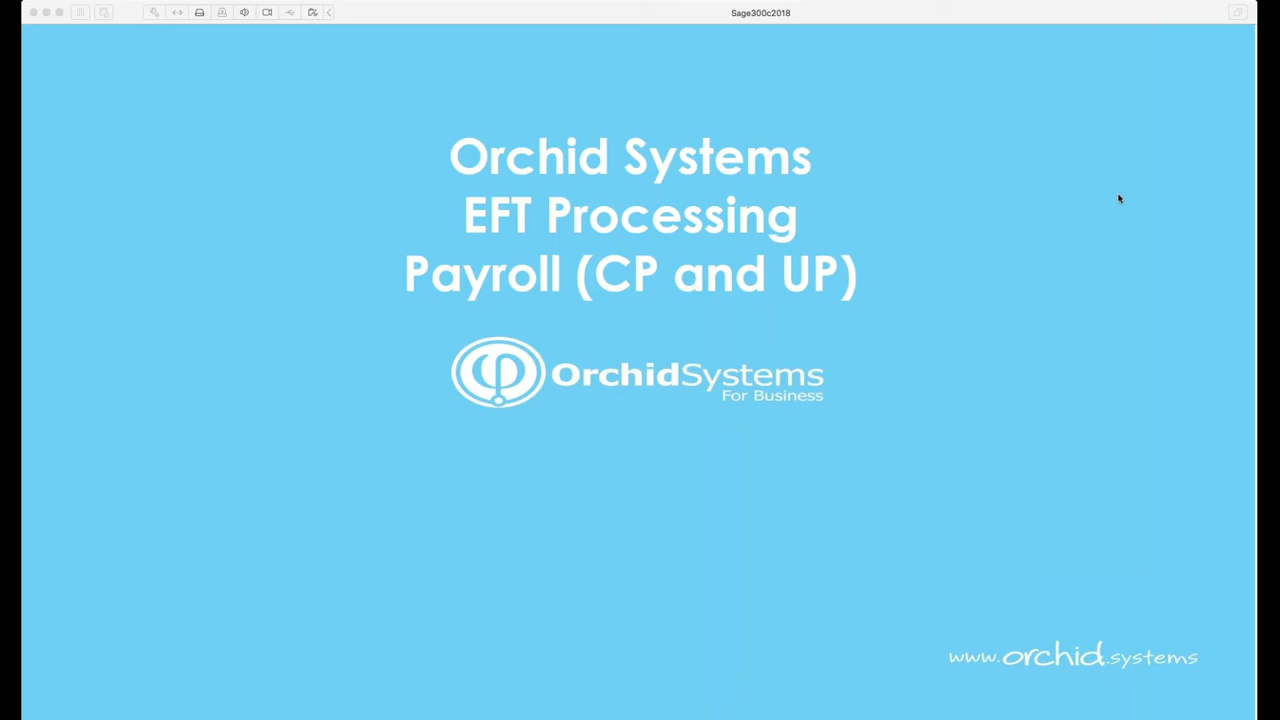 Sage300c2018
Orchid Systems
EFT Processing
Payroll (CP and UP)
OrchidSystems
For Business
www.orchid.systems